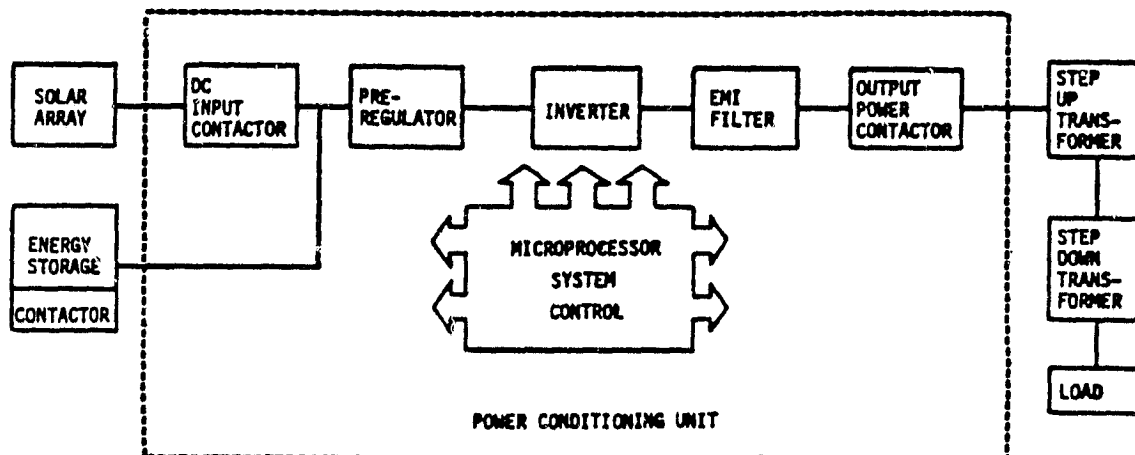 SOLAR
ARRAY
DC
INPUT
CONTACTOR
PRE-
REGULATOR
INVERTER
EMI
FILTER
OUTPUT
POWER
CONTACTOR
STEP
UP
TRANS-
FORMER
ENERGY
STORAGE
CONTACTOR
MICROPROCESSOR
SYSTEM
CONTROL
STEP
DOWN
TRANS-
FORMER
LOAD
POWER CONDITIONING UNIT